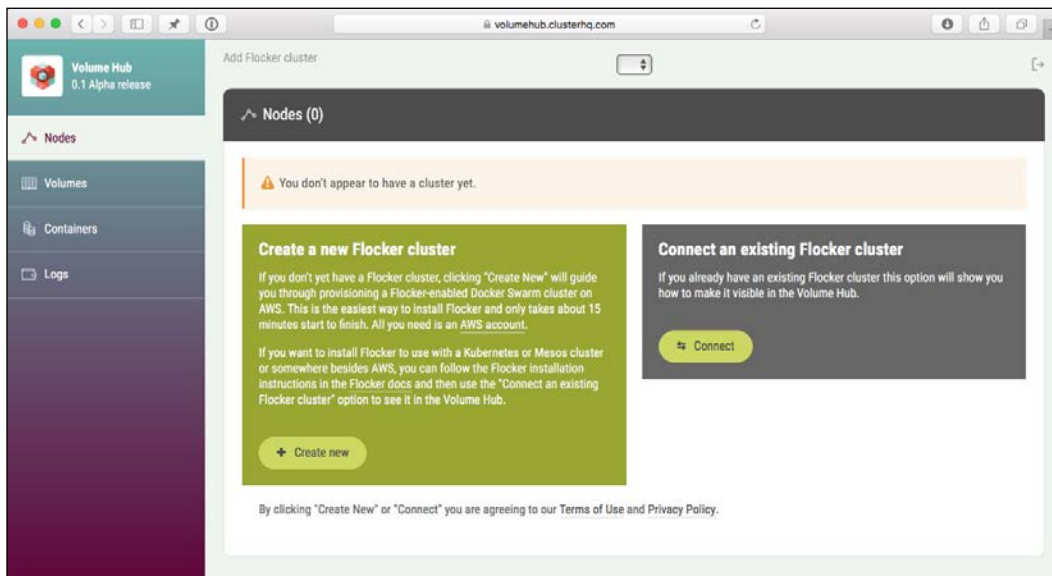 volumehub.clusterhq.com
Volume Hub
0.1 Alpha release
Nodes
Volumes
Containers
Logs
Add Flocker cluster
Nodes (0)
You don't appear to have a cluster yet.
Create a new Flocker cluster
If you don't yet have a Flocker cluster, clicking "Create New" will guide
you through provisioning a Flocker-enabled Docker Swarm cluster on
AWS. This is the easiest way to install Flocker and only takes about 15
minutes start to finish. All you need is an AWS account.
If you want to install Flocker to use with a Kubernetes or Mesos cluster
or somewhere besides AWS, you can follow the Flocker installation
instructions in the Flocker docs and then use the "Connect an existing
Flocker cluster" option to see it in the Volume Hub.
Create new
Connect an existing Flocker cluster
If you already have an existing Flocker cluster this option will show you
how to make it visible in the Volume Hub.
Connect
By clicking "Create New" or "Connect" you are agreeing to our Terms of Use and Privacy Policy.